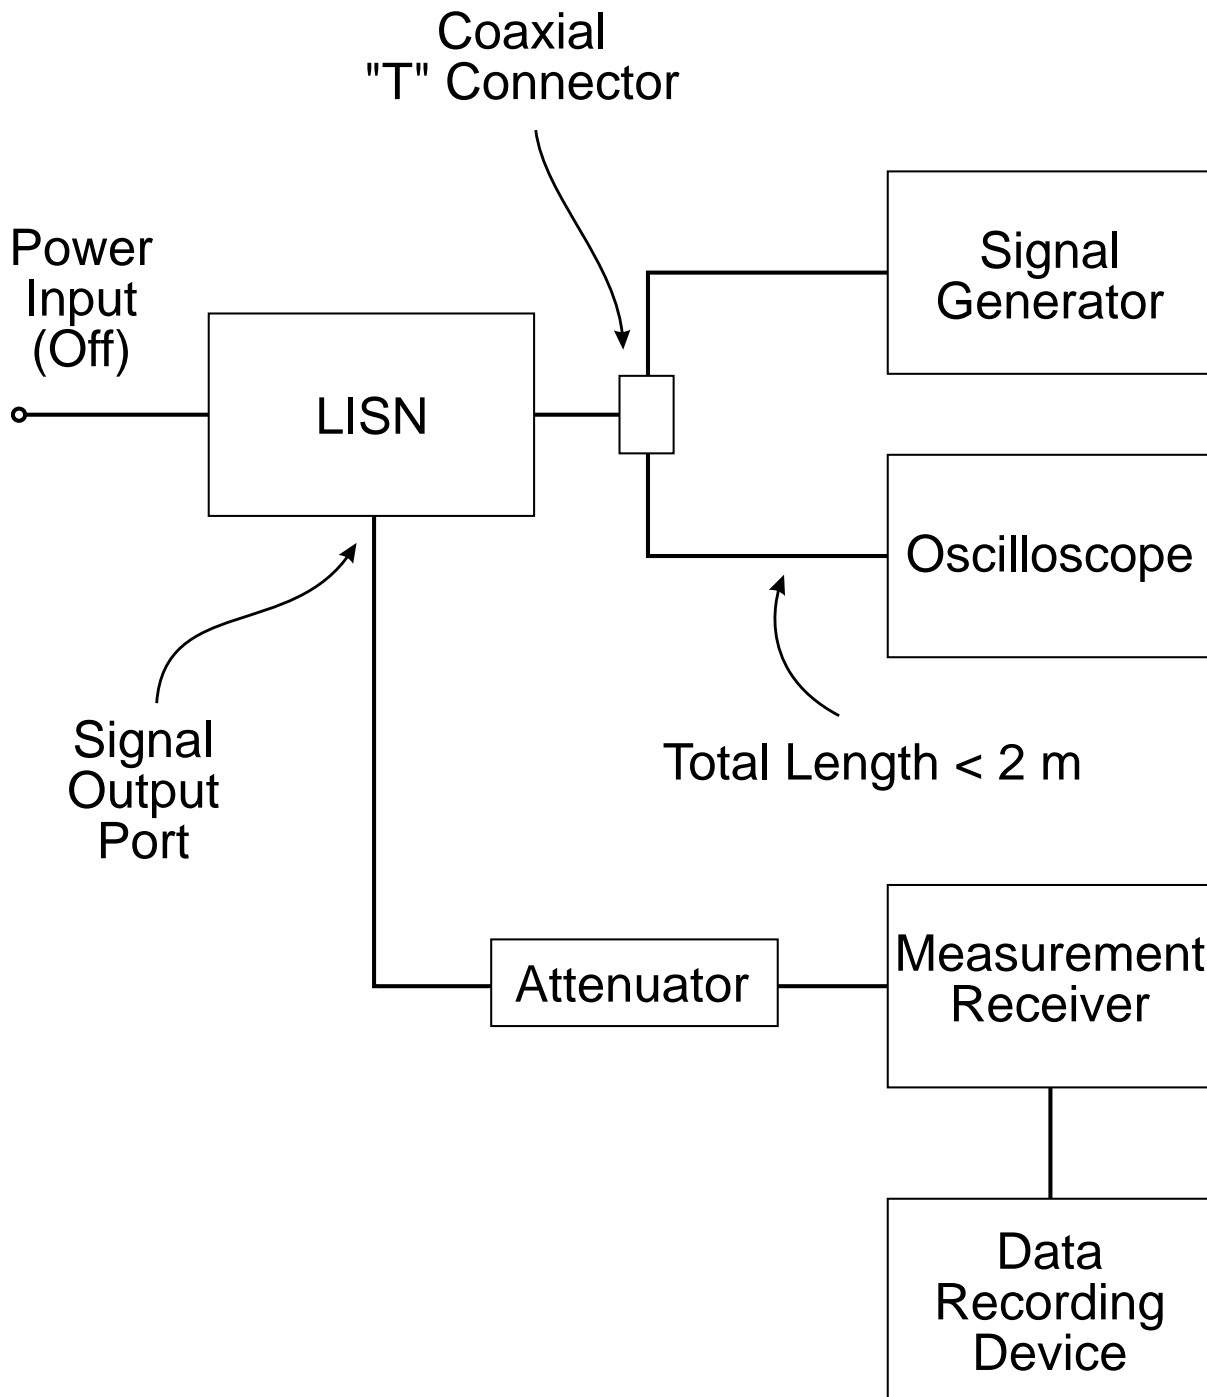 Coaxial
"T" Connector
Signal
Generator
Power
Input
(Off)
LISN
Oscilloscope
Signal
Output
Port
Total Length < 2 m
Attenuator
Measurement
Receiver
Data
Recording
Device